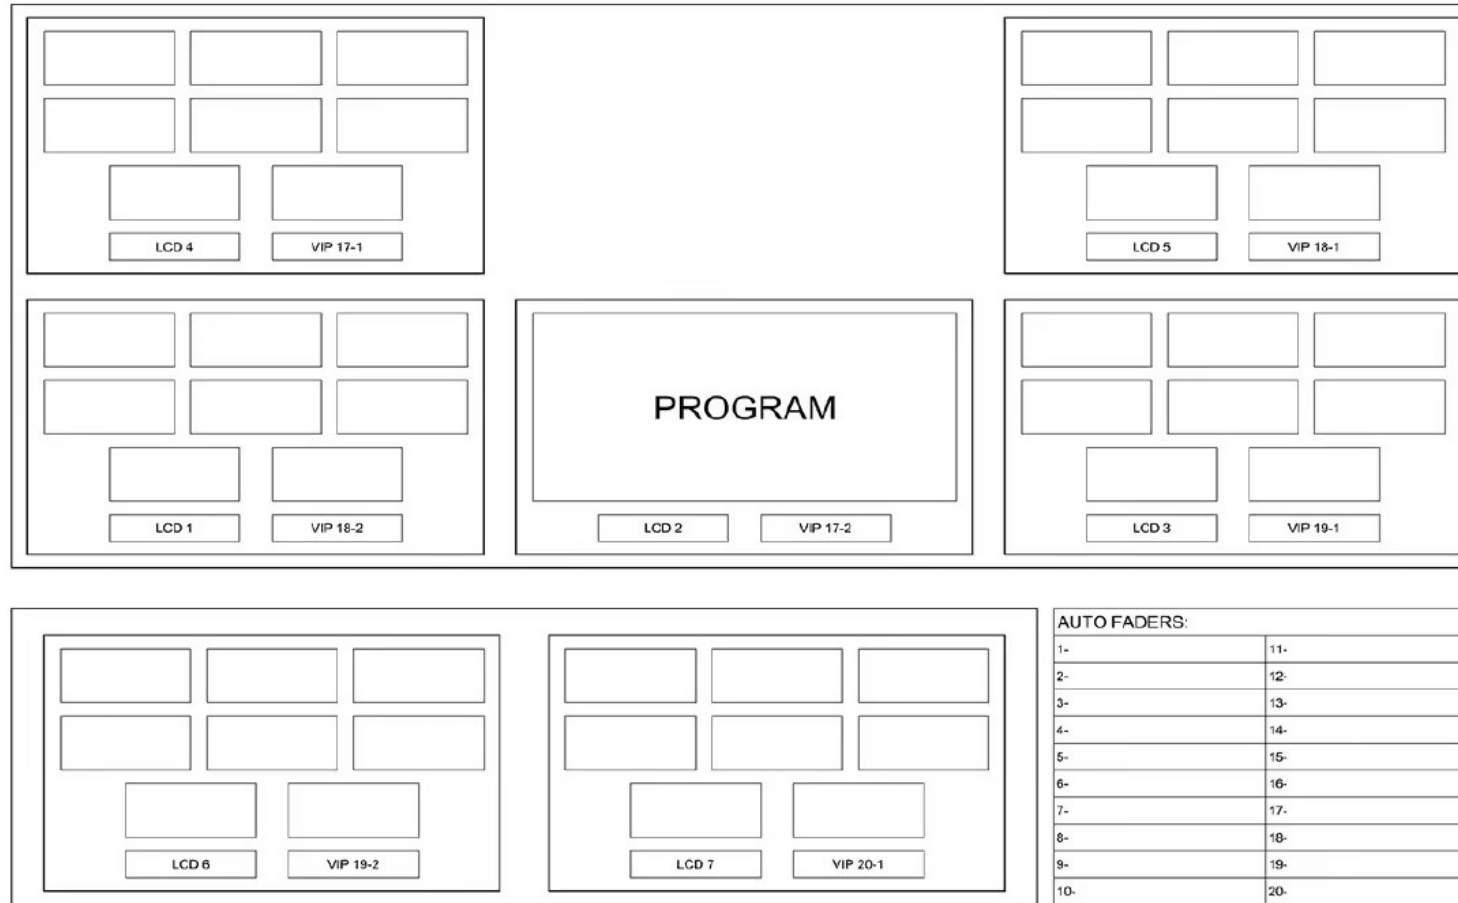 LCD 4 VIP 17-1
LCD 5 VIP 18-1
PROGRAM
LCD 1 VIP 18-2
LCD 2 VIP 17-2
LCD 3 VIP 19-1
LCD 6 VIP 19-2
LCD 7 VIP 20-1
AUTO FADERS:
1- 11-
2- 12-
3- 13-
4- 14-
5- 15-
6- 16-
7- 17-
8- 18-
9- 19-
10- 20-